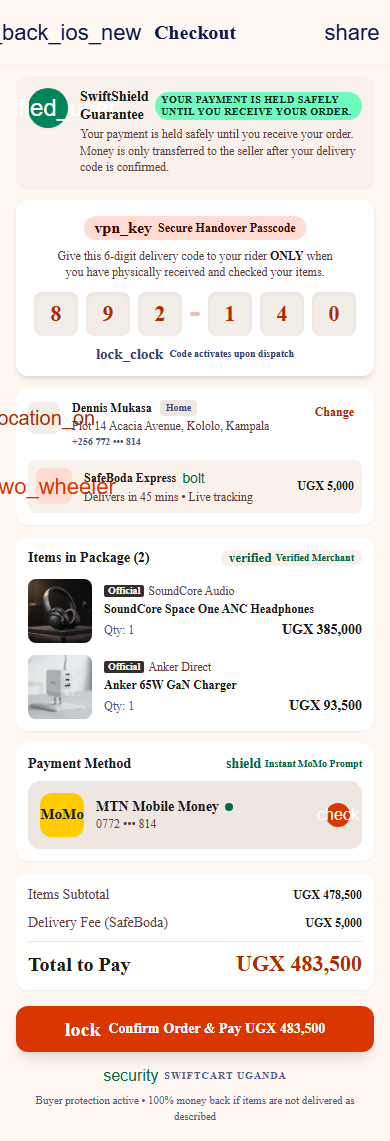 _back_ios_new Checkout share
SwiftShield Guarantee
YOUR PAYMENT IS HELD SAFELY UNTIL YOU RECEIVE YOUR ORDER.
Your payment is held safely until you receive your order.
Money is only transferred to the seller after your delivery
code is confirmed.
vpn_key Secure Handover Passcode
Give this 6-digit delivery code to your rider ONLY when
you have physically received and checked your items.
8 9 2 - 1 4 0
lock_clock Code activates upon dispatch
ocation_on
Dennis Mukasa Home
Change
Plot 14 Acacia Avenue, Kololo, Kampala
+256 772 ••• 814
wo_wheeler
SafeBoda Express bolt
Delivers in 45 mins • Live tracking
UGX 5,000
Items in Package (2) verified Verified Merchant
Official SoundCore Audio
SoundCore Space One ANC Headphones
Qty: 1 UGX 385,000
Official Anker Direct
Anker 65W GaN Charger
Qty: 1 UGX 93,500
Payment Method shield Instant MoMo Prompt
MoMo
MTN Mobile Money
0772 ••• 814
check
Items Subtotal UGX 478,500
Delivery Fee (SafeBoda) UGX 5,000
Total to Pay UGX 483,500
lock Confirm Order & Pay UGX 483,500
security SWIFTCART UGANDA
Buyer protection active • 100% money back if items are not delivered as
described